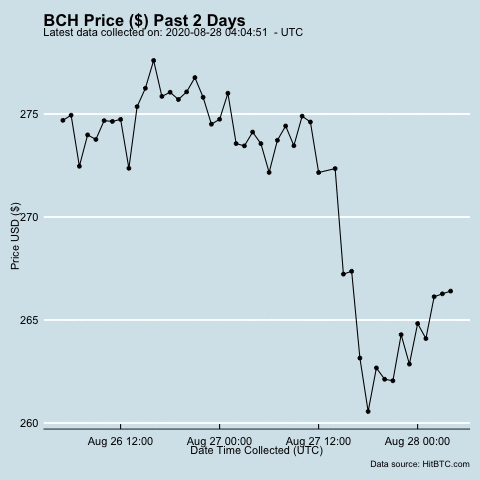 BCH Price ($) Past 2 Days
Latest data collected on: 2020-08-28 04:04:51 - UTC
Price USD ($)
275
270
265
260
Aug 26 12:00 Aug 27 00:00 Aug 27 12:00 Aug 28 00:00
Date Time Collected (UTC)
Data source: HitBTC.com